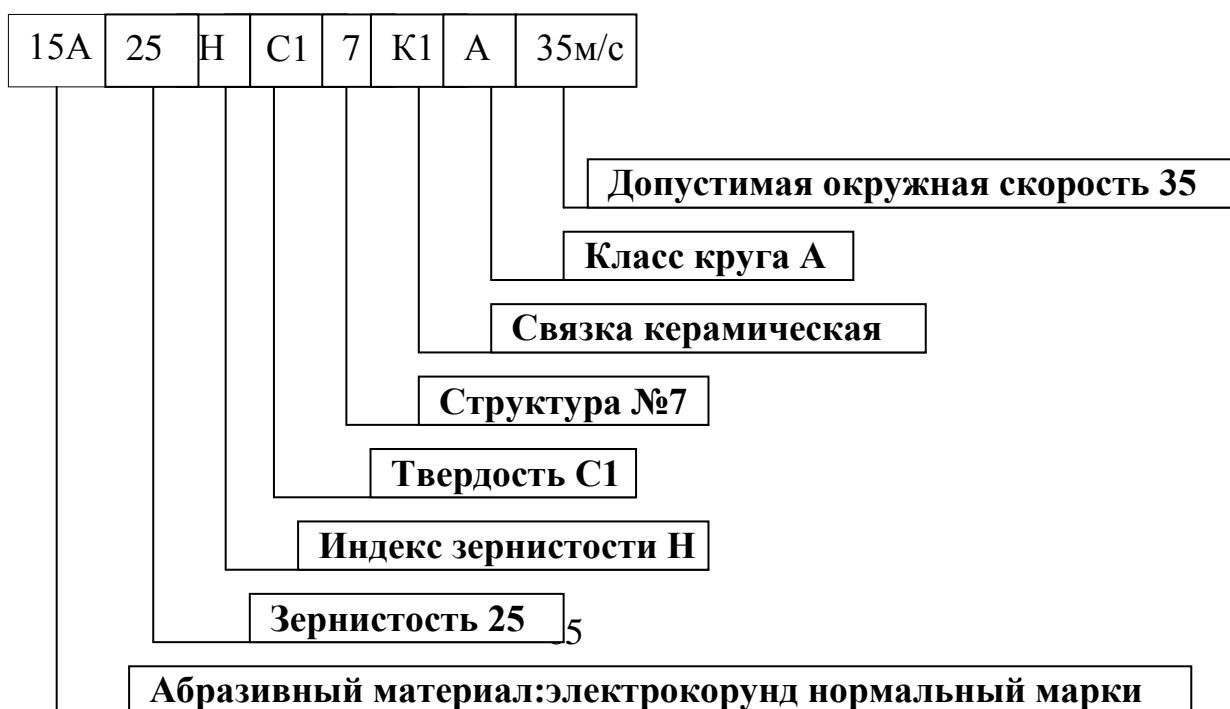 15А 25 Н С1 7 К1 А 35м/с
Допустимая окружная скорость 35
Класс круга А
Связка керамическая
Структура №7
Твердость С1
Индекс зернистости Н
Зернистость 25
Абразивный материал:электрокорунд нормальный марки